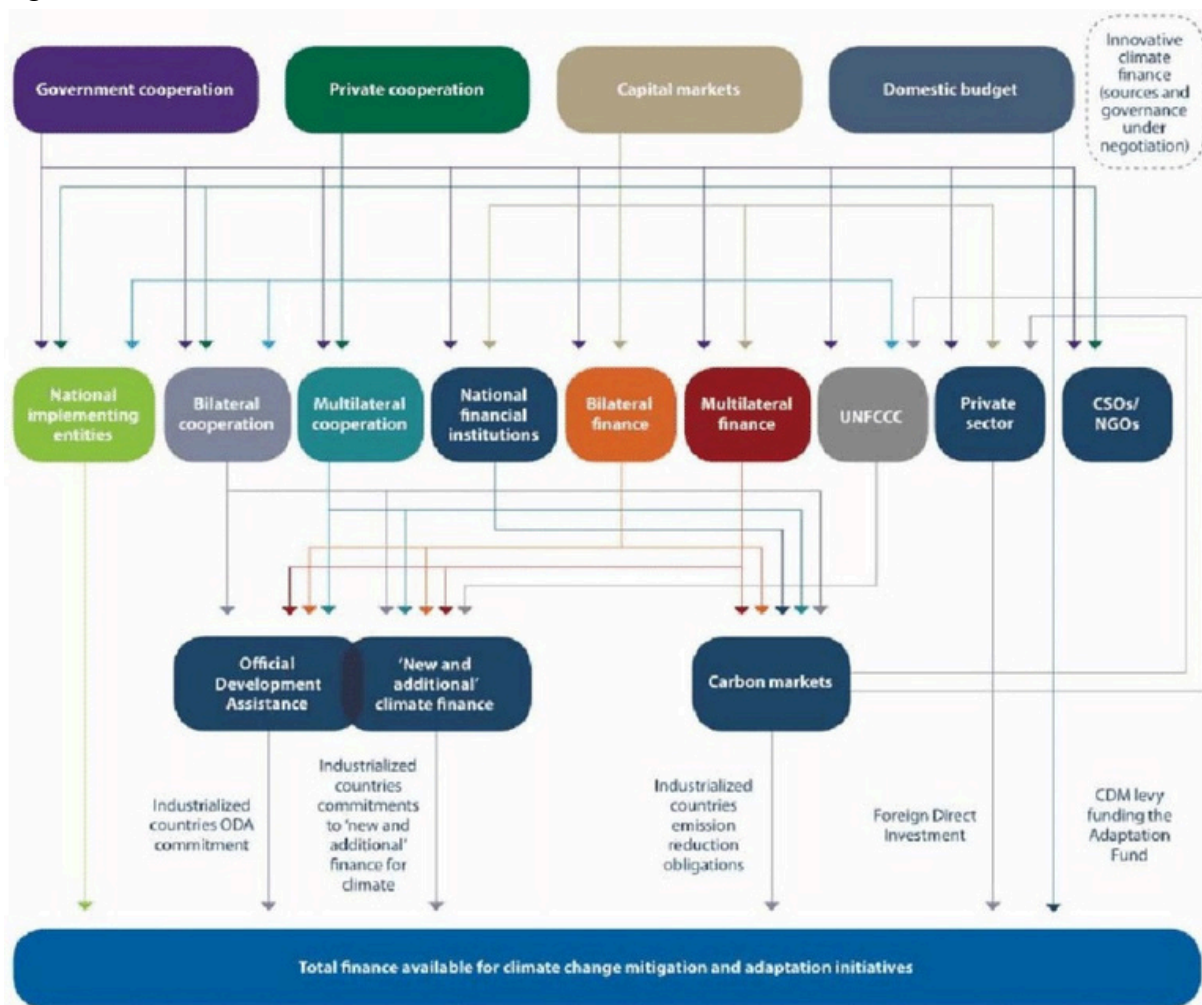 Government cooperation
Private cooperation
Capital markets
Domestic budget
Innovative
climate
finance
(sources and
governance
under
negotiation)
National
implementing
entities
Bilateral
cooperation
Multilateral
cooperation
National
financial
institutions
Bilateral
finance
Multilateral
finance
UNFCCC
Private
sector
CSOs/
NGOs
Official
Development
Assistance
'New and
additional'
climate finance
Carbon markets
Industrialized
countries ODA
commitment
Industrialized
countries
commitments
to 'new and
additional'
finance for
climate
Industrialized
countries
emission
reduction
obligations
Foreign Direct
Investment
CDM levy
funding the
Adaptation
Fund
Total finance available for climate change mitigation and adaptation initiatives